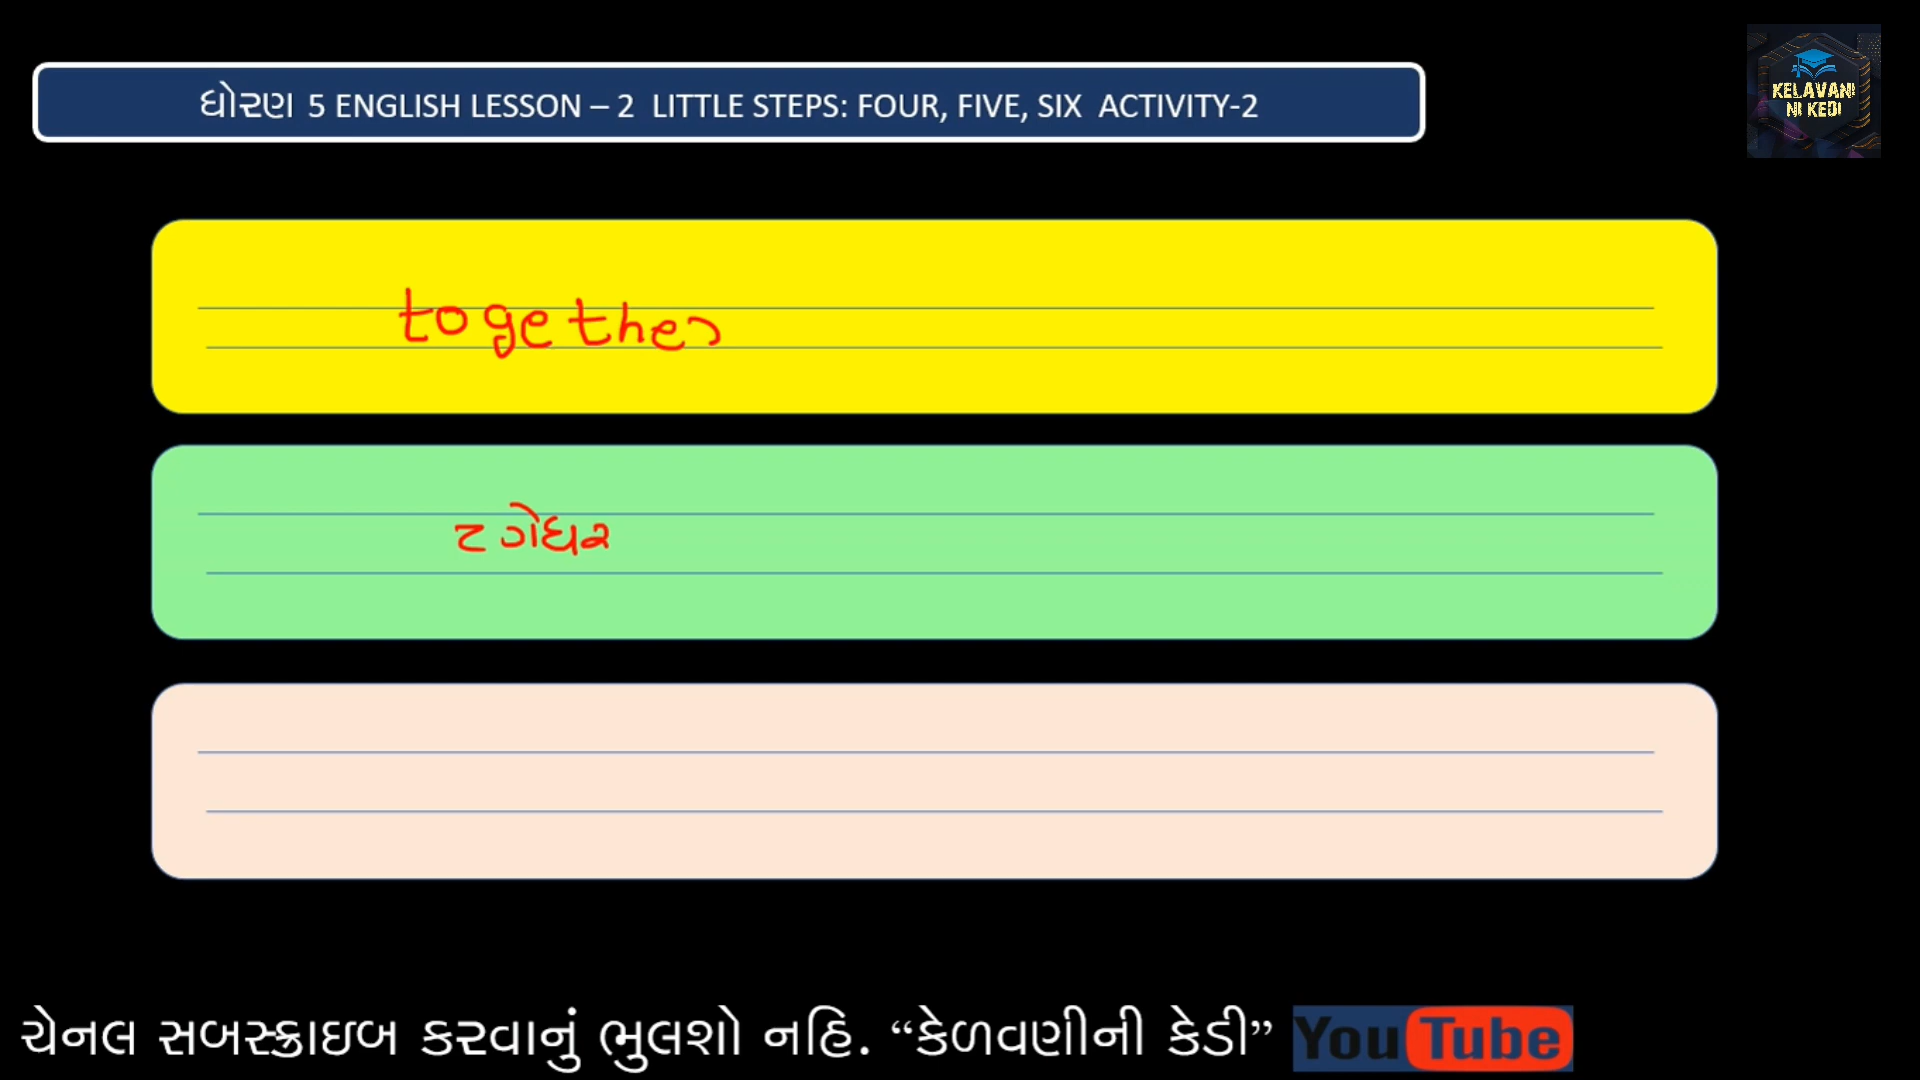 ધોરણ 5 ENGLISH LESSON – 2 LITTLE STEPS: FOUR, FIVE, SIX ACTIVITY-2
KELAVANI
NI KEDI
together
ટગેધર
ચેનલ સબસ્ક્રાઇબ કરવાનું ભુલશો નહિ. “કેળવણીની કેડી” YouTube